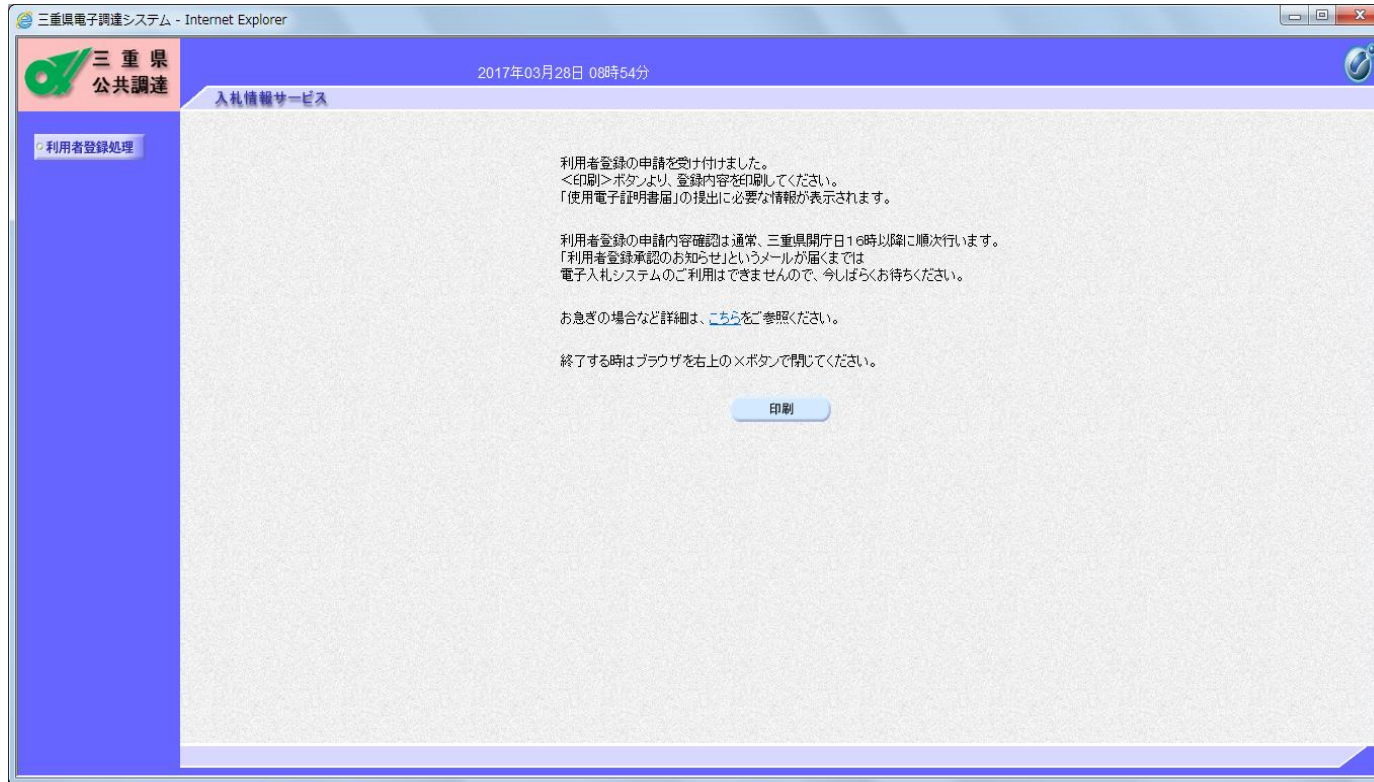 三重県電子調達システム - Internet Explorer
三重県
公共調達
2017年03月28日 08時54分
入札情報サービス
利用者登録処理
利用者登録の申請を受け付けました。
<印刷>ボタンより、登録内容を印刷してください。
「使用電子証明書届」の提出に必要な情報が表示されます。
利用者登録の申請内容確認は通常、三重県開庁日16時以降に順次行います。
「利用者登録承認のお知らせ」というメールが届くまでは
電子入札システムのご利用はできませんので、今しばらくお待ちください。
お急ぎの場合など詳細は、こちらをご参照ください。
終了する時はブラウザを右上の×ボタンで閉じてください。
印刷